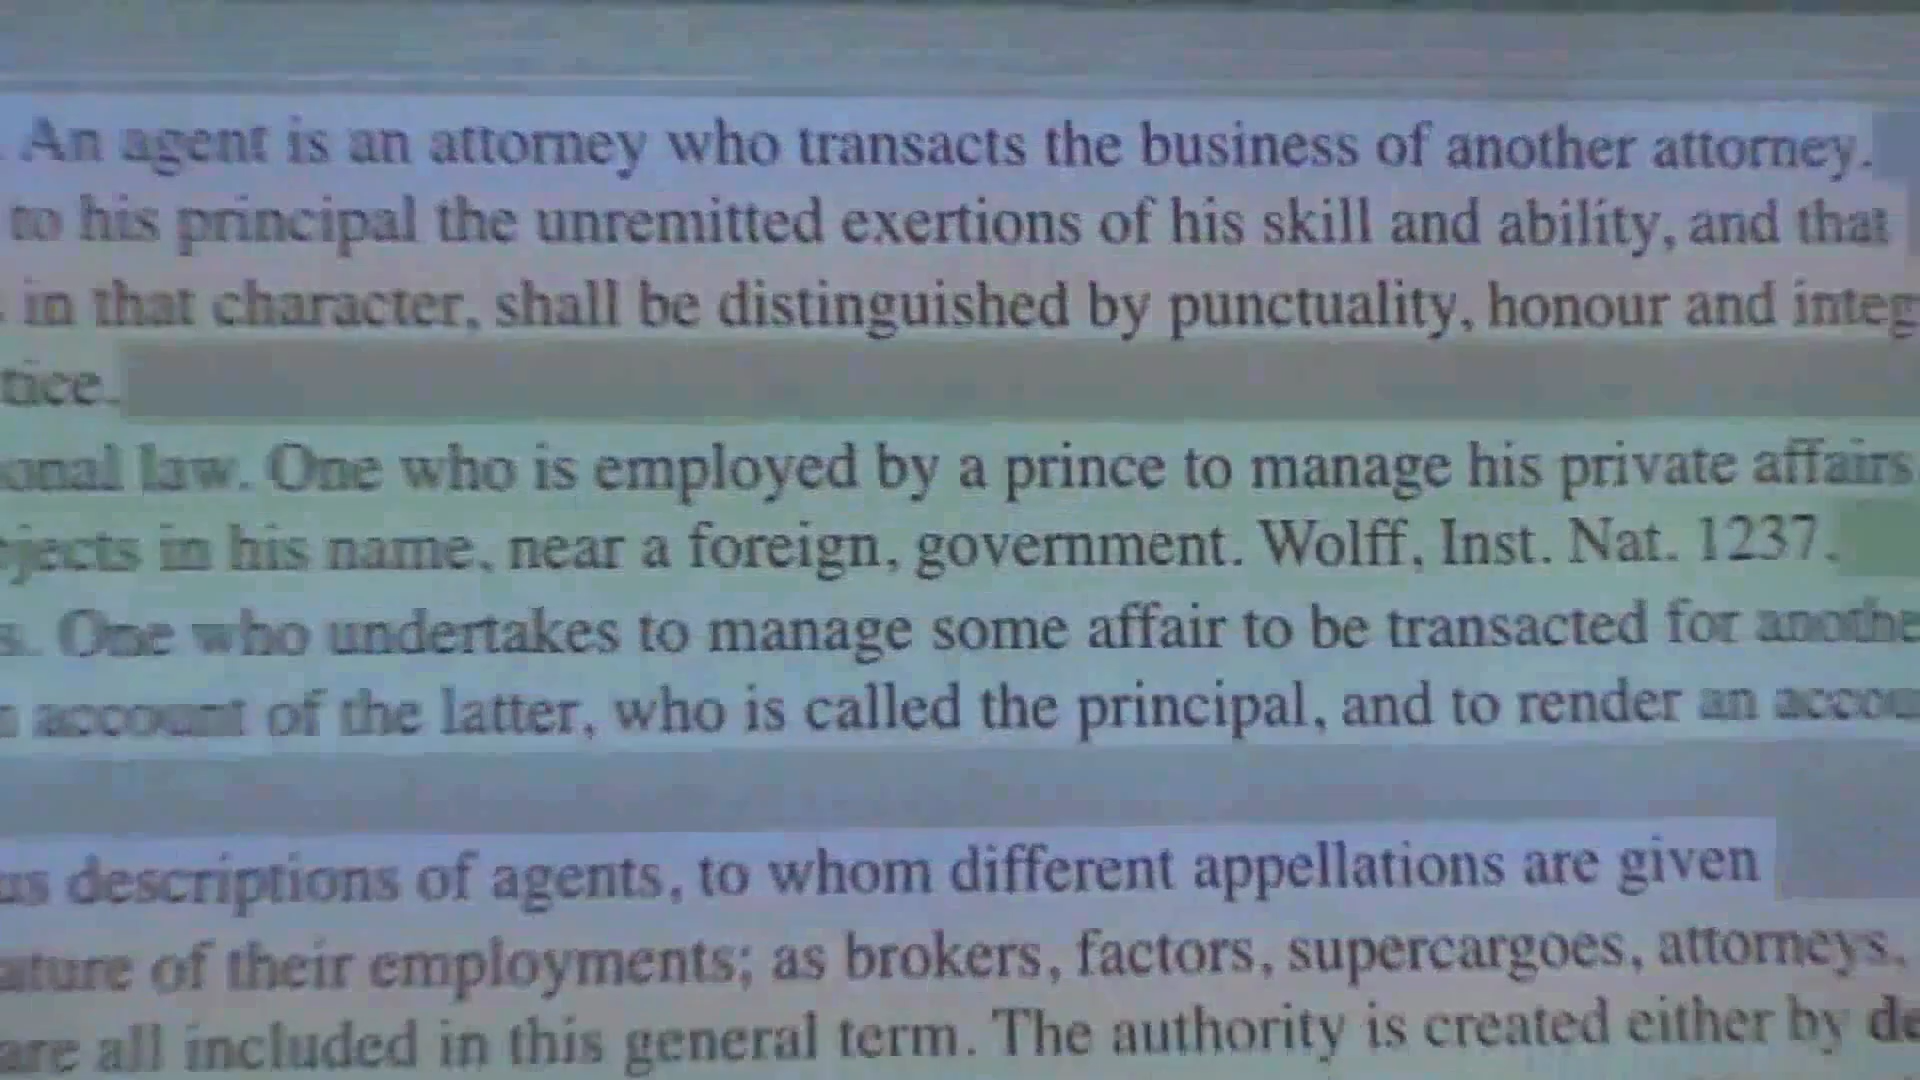 An agent is an attorney who transacts the business of another attorney.
to his principal the unremitted exertions of his skill and ability, and that
in that character, shall be distinguished by punctuality, honour and integ
tice.
onal law. One who is employed by a prince to manage his private affairs
jects in his name, near a foreign, government. Wolff, Inst. Nat. 1237.
s. One who undertakes to manage some affair to be transacted for anothe
account of the latter, who is called the principal, and to render an accou
us descriptions of agents, to whom different appellations are given
ature of their employments; as brokers, factors, supercargoes, attorneys,
are all included in this general term. The authority is created either by de